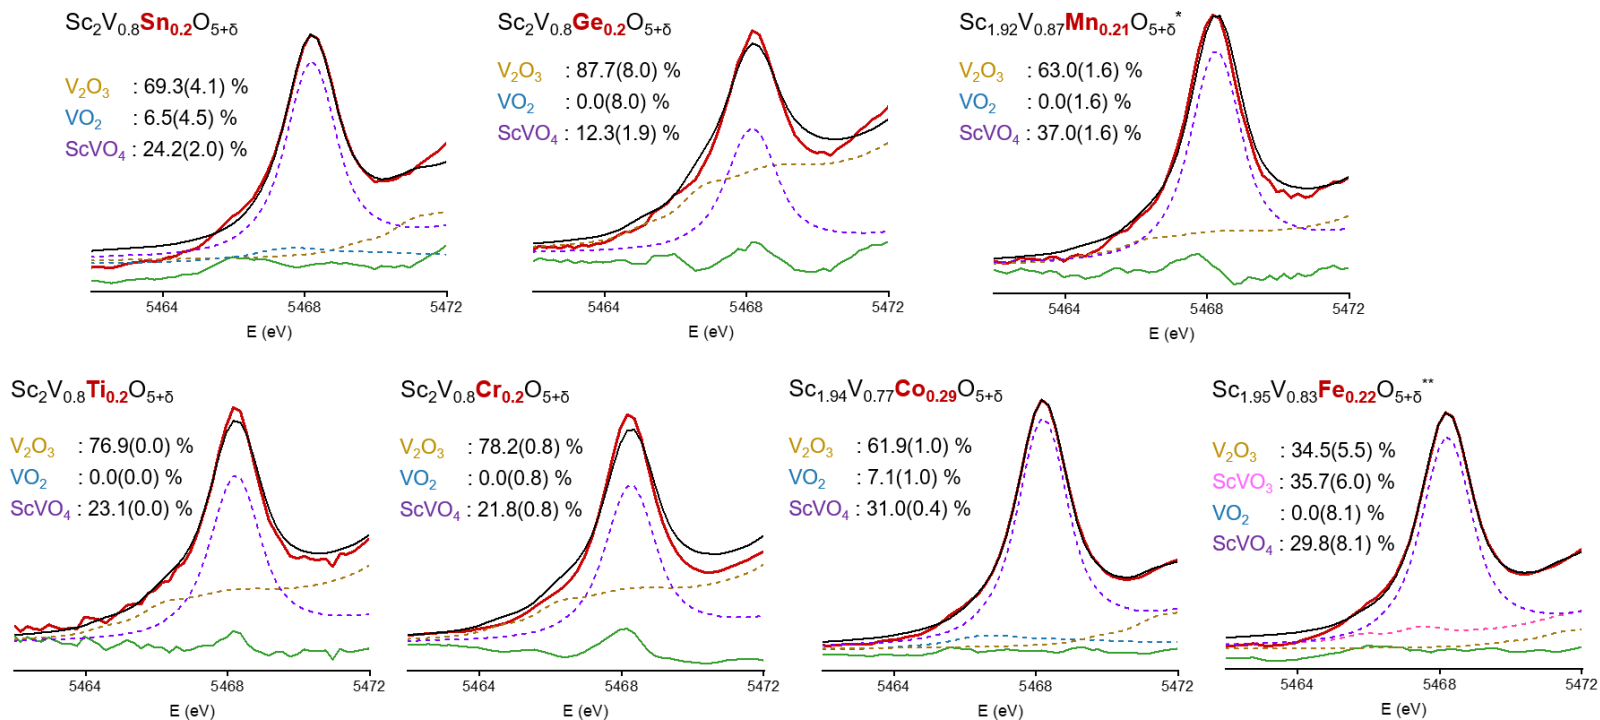 Sc2V0.8Sn0.2O5+δ
V2O3 : 69.3(4.1) %
VO2 : 6.5(4.5) %
ScVO4 : 24.2(2.0) %
5464 5468 5472
E (eV)
Sc2V0.8Ge0.2O5+δ
V2O3 : 87.7(8.0) %
VO2 : 0.0(8.0) %
ScVO4 : 12.3(1.9) %
5464 5468 5472
E (eV)
Sc1.92V0.87Mn0.21O5+δ*
V2O3 : 63.0(1.6) %
VO2 : 0.0(1.6) %
ScVO4 : 37.0(1.6) %
5464 5468 5472
E (eV)
Sc2V0.8Ti0.2O5+δ
V2O3 : 76.9(0.0) %
VO2 : 0.0(0.0) %
ScVO4 : 23.1(0.0) %
5464 5468 5472
E (eV)
Sc2V0.8Cr0.2O5+δ
V2O3 : 78.2(0.8) %
VO2 : 0.0(0.8) %
ScVO4 : 21.8(0.8) %
5464 5468 5472
E (eV)
Sc1.94V0.77Co0.29O5+δ
V2O3 : 61.9(1.0) %
VO2 : 7.1(1.0) %
ScVO4 : 31.0(0.4) %
5464 5468 5472
E (eV)
Sc1.95V0.83Fe0.22O5+δ**
V2O3 : 34.5(5.5) %
ScVO3 : 35.7(6.0) %
VO2 : 0.0(8.1) %
ScVO4 : 29.8(8.1) %
5464 5468 5472
E (eV)